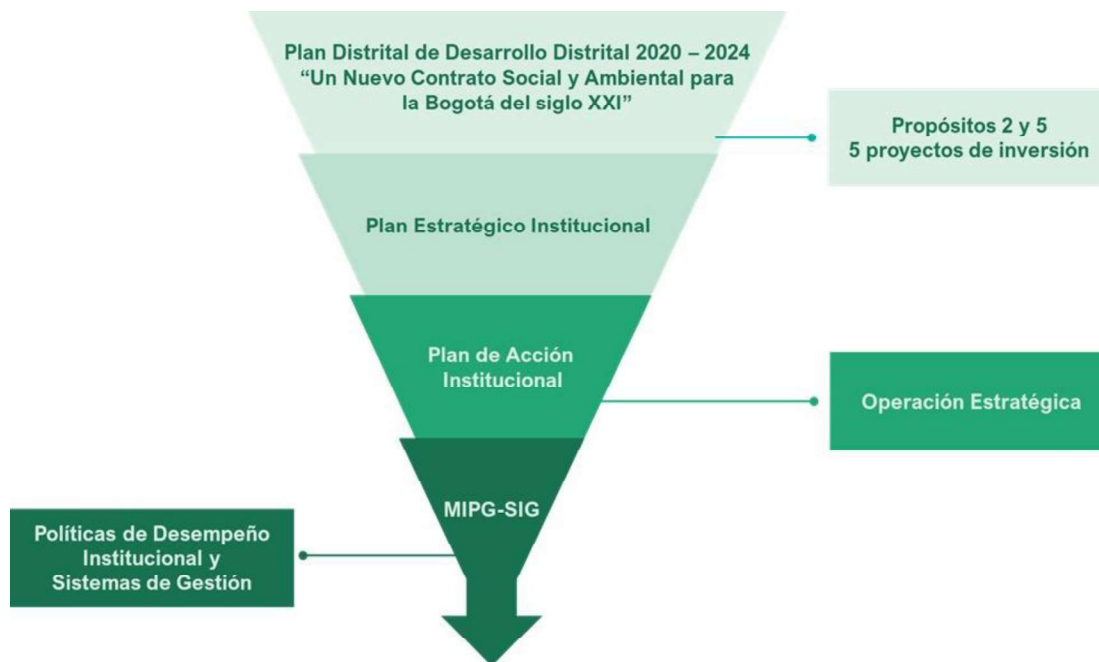 Plan Distrital de Desarrollo Distrital 2020 – 2024
“Un Nuevo Contrato Social y Ambiental para
la Bogotá del siglo XXI”
Propósitos 2 y 5
5 proyectos de inversión
Plan Estratégico Institucional
Plan de Acción
Institucional
Operación Estratégica
MIPG-SIG
Políticas de Desempeño
Institucional y
Sistemas de Gestión